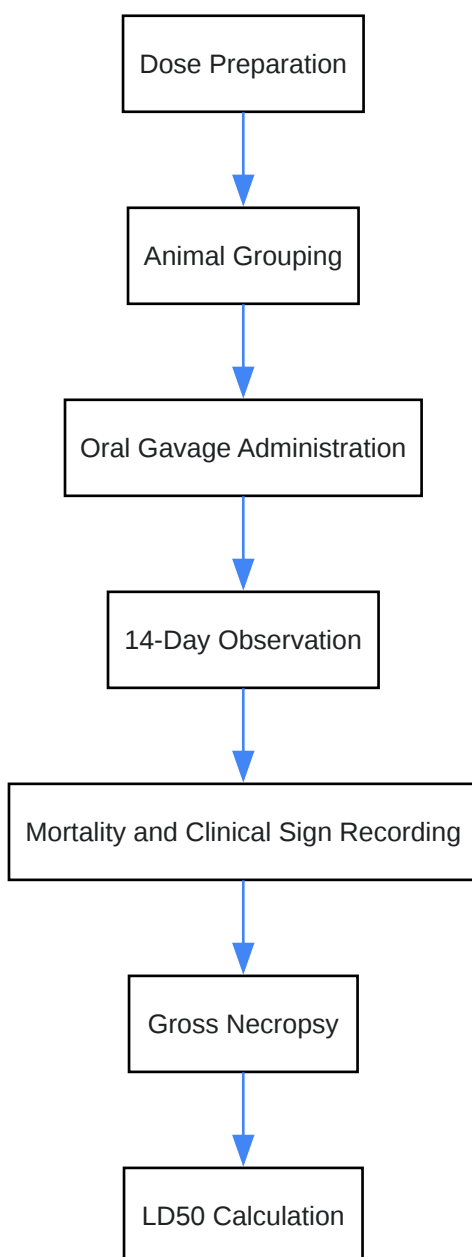 Dose Preparation
Animal Grouping
Oral Gavage Administration
14-Day Observation
Mortality and Clinical Sign Recording
Gross Necropsy
LD50 Calculation